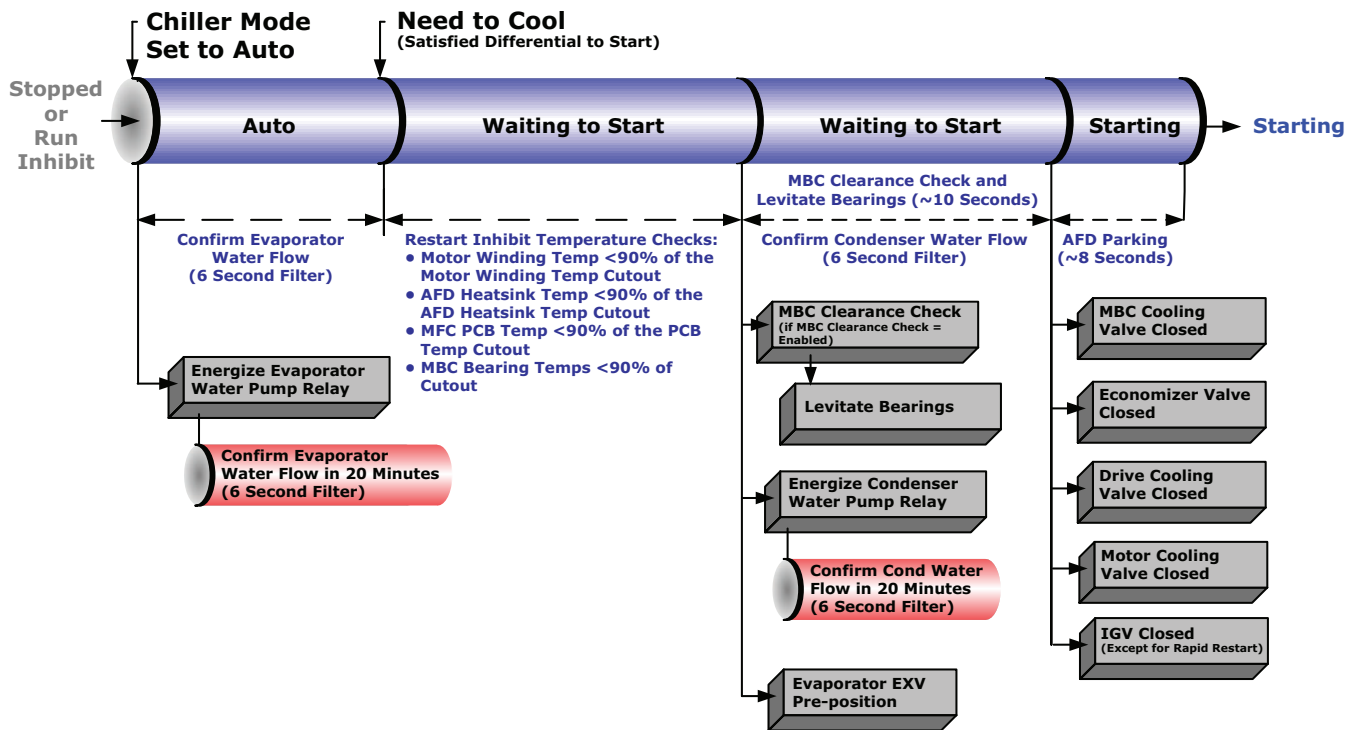 Chiller Mode
Set to Auto
Need to Cool
(Satisfied Differential to Start)
Stopped
or
Run
Inhibit
Auto
Waiting to Start
Waiting to Start
Starting
Starting
Confirm Evaporator
Water Flow
(6 Second Filter)
Restart Inhibit Temperature Checks:
• Motor Winding Temp <90% of the
Motor Winding Temp Cutout
• AFD Heatsink Temp <90% of the
AFD Heatsink Temp Cutout
• MFC PCB Temp <90% of the PCB
Temp Cutout
• MBC Bearing Temps <90% of
Cutout
MBC Clearance Check and
Levitate Bearings (~10 Seconds)
Confirm Condenser Water Flow
(6 Second Filter)
AFD Parking
(~8 Seconds)
Energize Evaporator
Water Pump Relay
Confirm Evaporator
Water Flow in 20 Minutes
(6 Second Filter)
MBC Clearance Check
(if MBC Clearance Check =
Enabled)
Levitate Bearings
Energize Condenser
Water Pump Relay
Confirm Cond Water
Flow in 20 Minutes
(6 Second Filter)
Evaporator EXV
Pre-position
MBC Cooling
Valve Closed
Economizer Valve
Closed
Drive Cooling
Valve Closed
Motor Cooling
Valve Closed
IGV Closed
(Except for Rapid Restart)